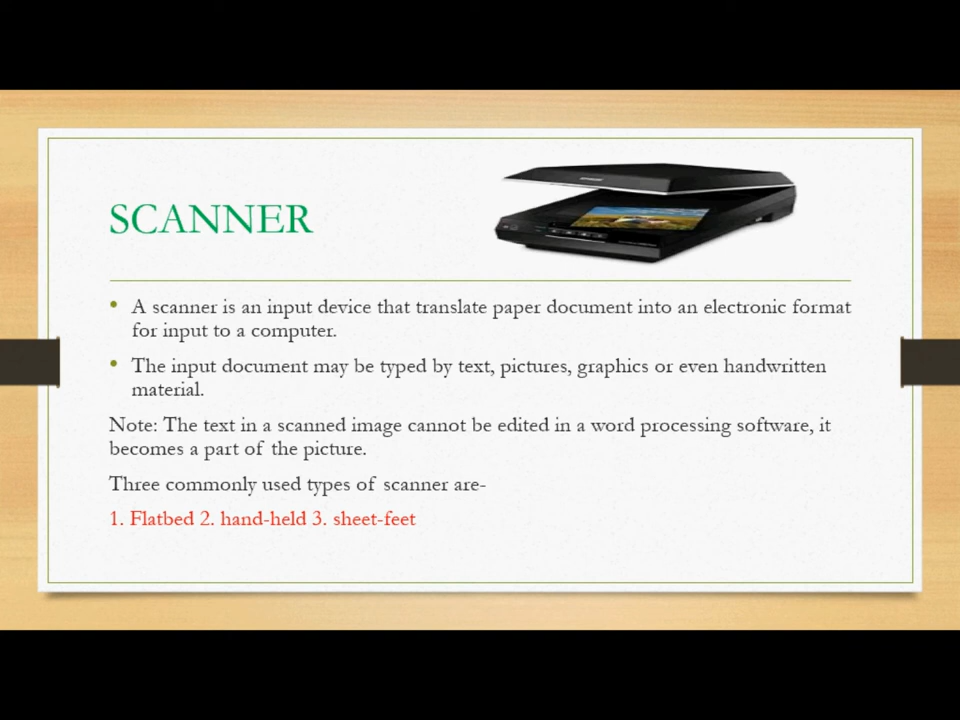 SCANNER
• A scanner is an input device that translate paper document into an electronic format
for input to a computer.
• The input document may be typed by text, pictures, graphics or even handwritten
material.
Note: The text in a scanned image cannot be edited in a word processing software, it
becomes a part of the picture.
Three commonly used types of scanner are-
1. Flatbed 2. hand-held 3. sheet-feet